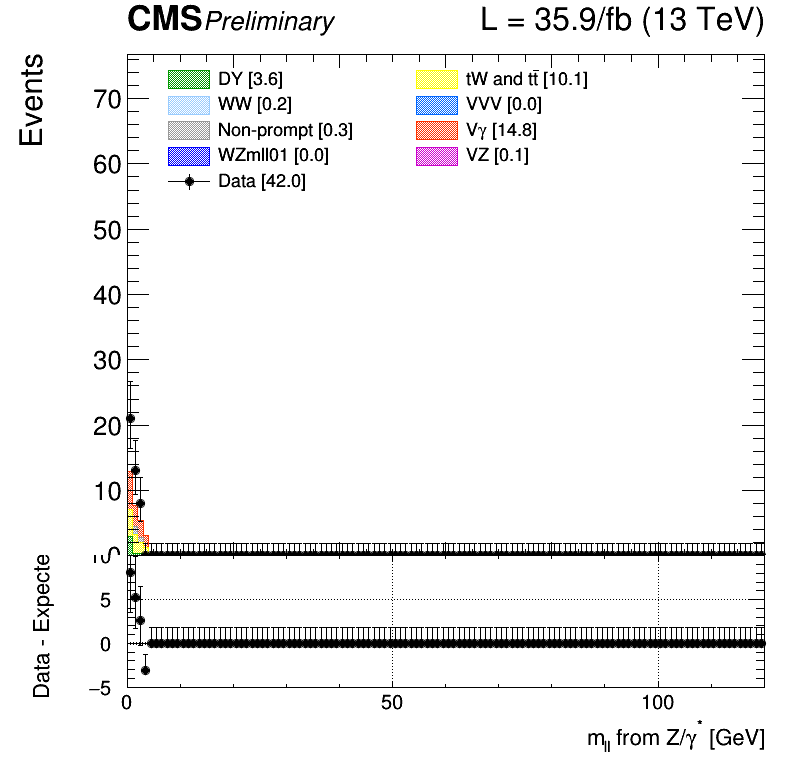 CMS Preliminary L = 35.9/fb (13 TeV)
Events
DY [3.6]
WW [0.2]
Non-prompt [0.3]
WZmll01 [0.0]
Data [42.0]
tW and tt̅ [10.1]
VVV [0.0]
Vγ [14.8]
VZ [0.1]
70
60
50
40
30
20
10
Data - Expecte
5
0
−5
0 50 100
m_ll from Z/γ* [GeV]